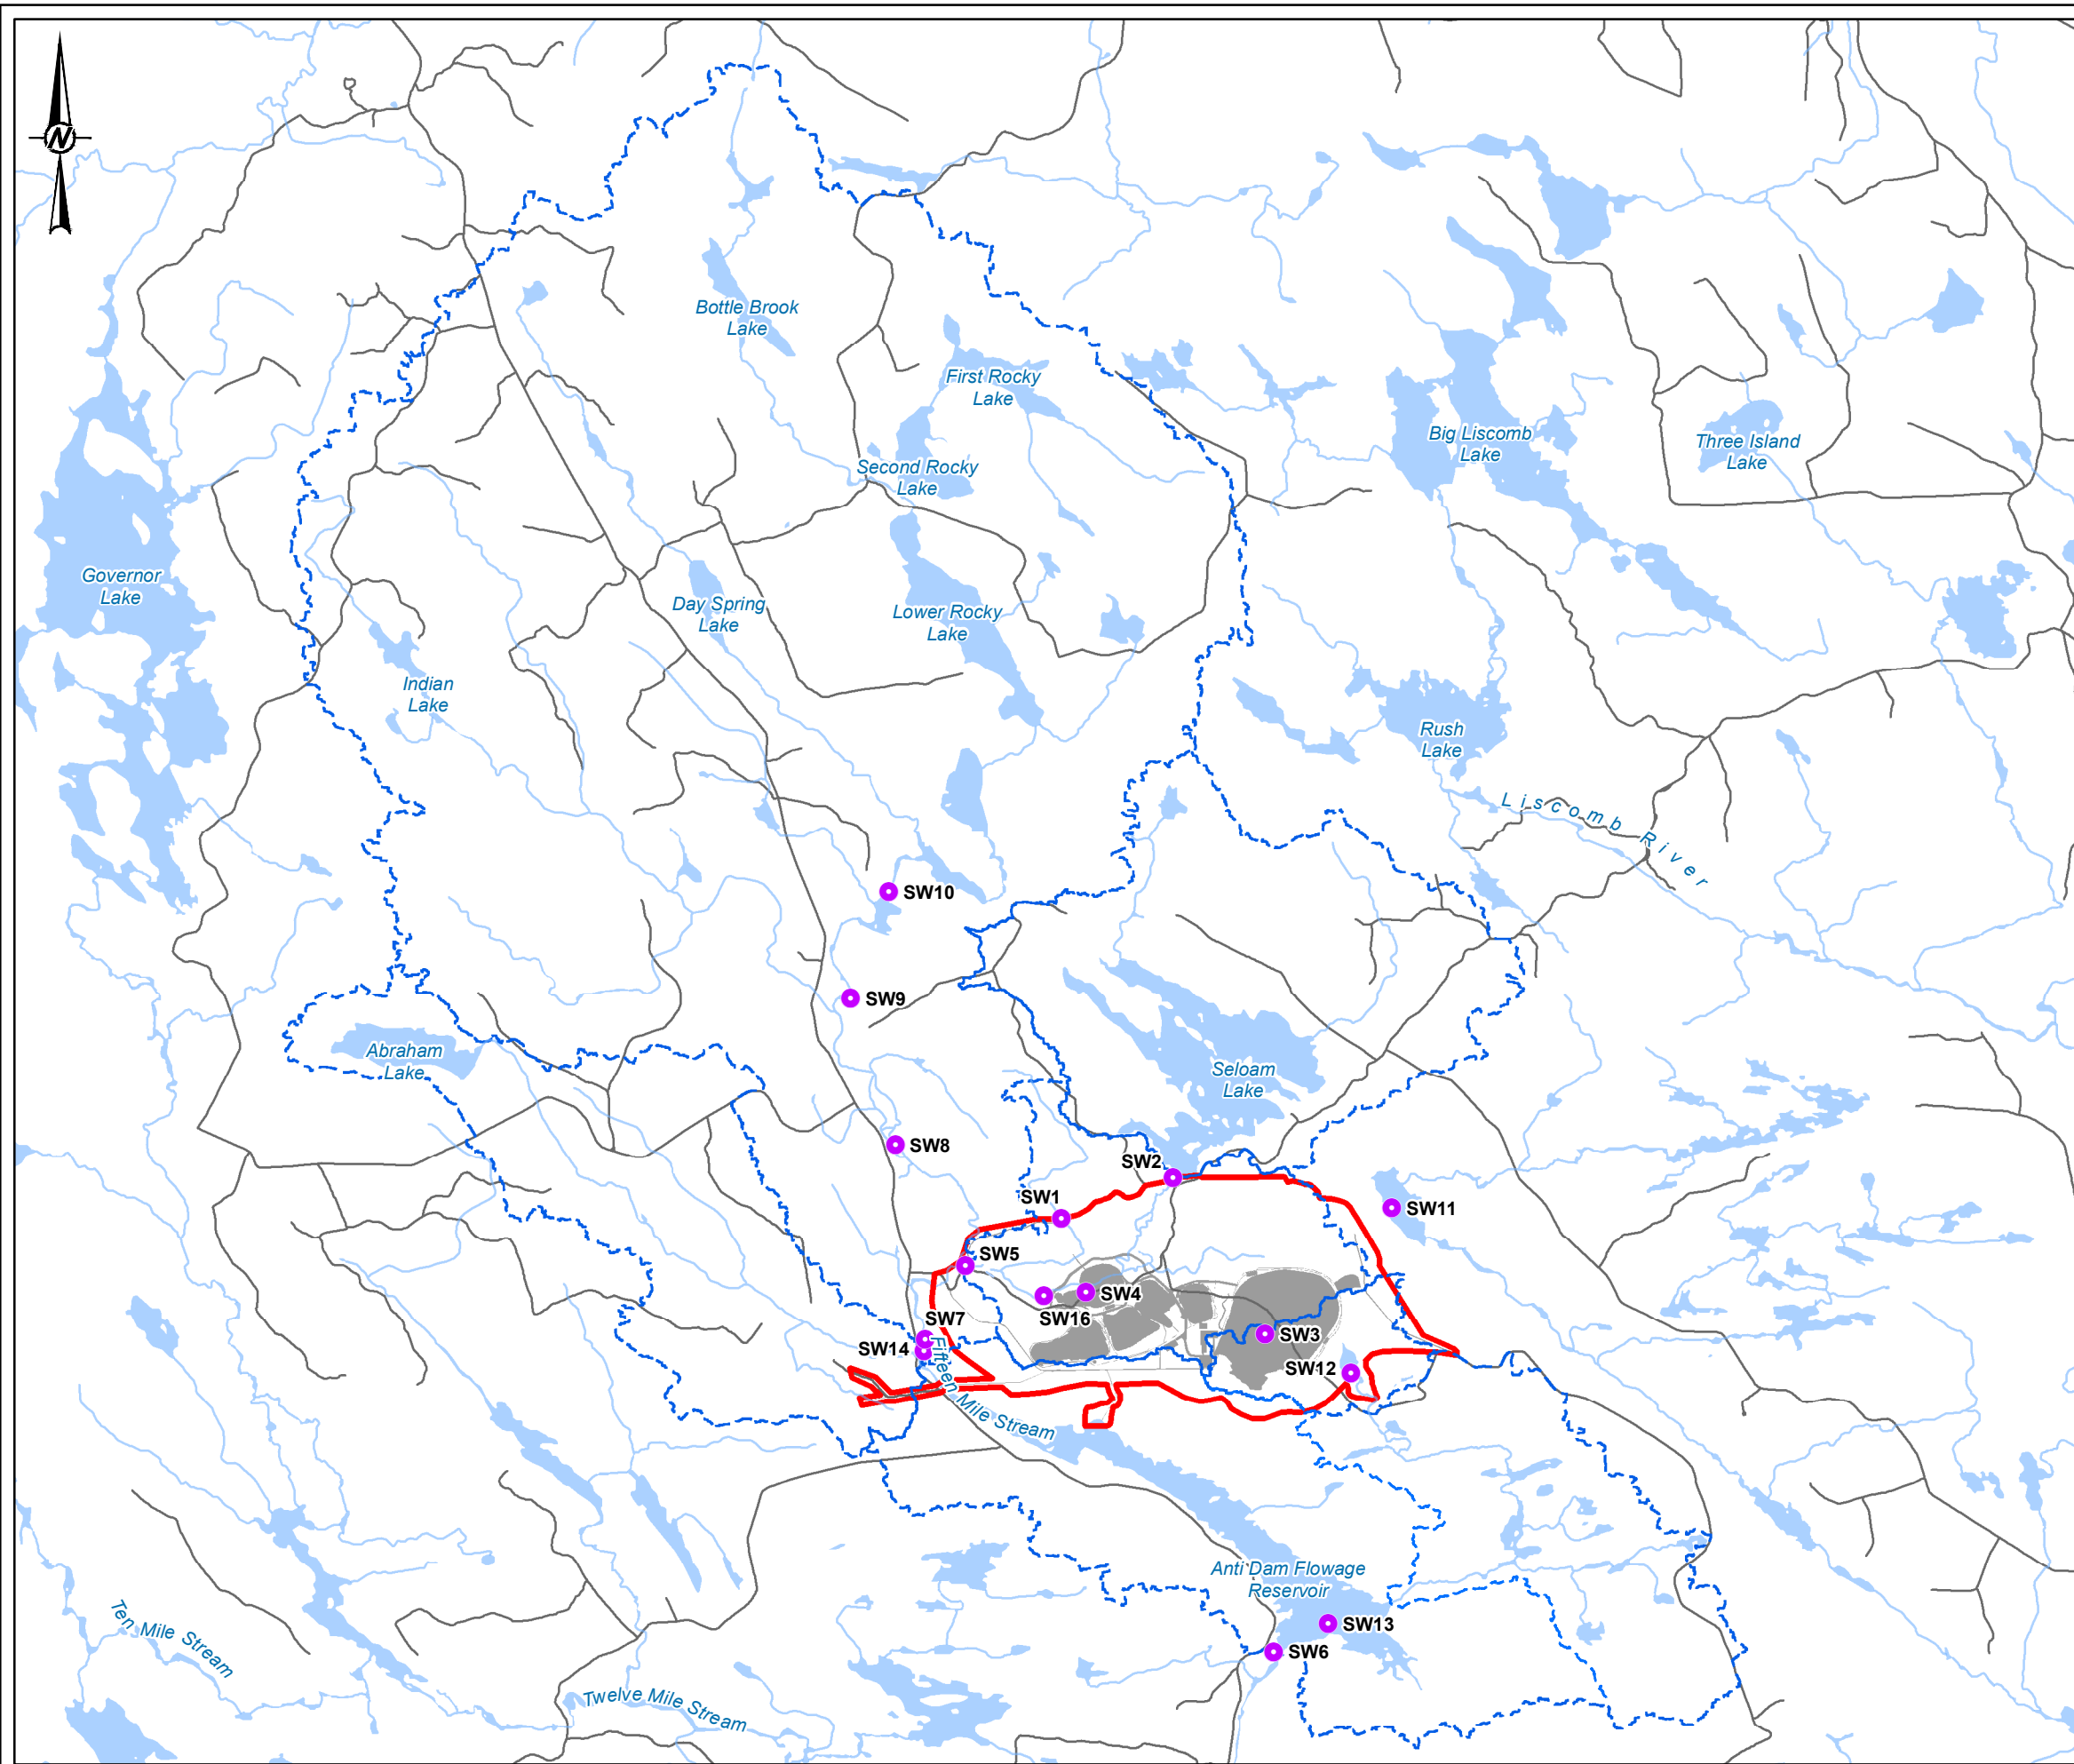 N
Bottle Brook
Lake
First Rocky
Lake
Big Liscomb
Lake
Three Island
Lake
Second Rocky
Lake
Governor
Lake
Day Spring
Lake
Lower Rocky
Lake
Indian
Lake
Rush
Lake
Liscomb River
SW10
SW9
Abraham
Lake
Seloam
Lake
SW8
SW2
SW1
SW11
SW5
SW4
SW16
SW7
SW3
SW14
SW12
Fifteen Mile Stream
Anti Dam Flowage
Reservoir
SW13
SW6
Ten Mile Stream
Twelve Mile Stream